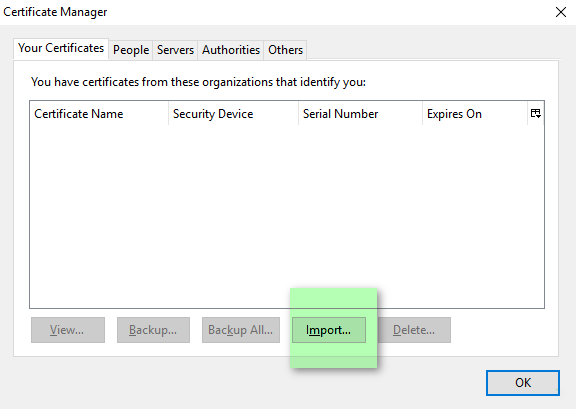 Certificate Manager
Your Certificates People Servers Authorities Others
You have certificates from these organizations that identify you:
Certificate Name Security Device Serial Number Expires On
View... Backup... Backup All... Import... Delete...
OK